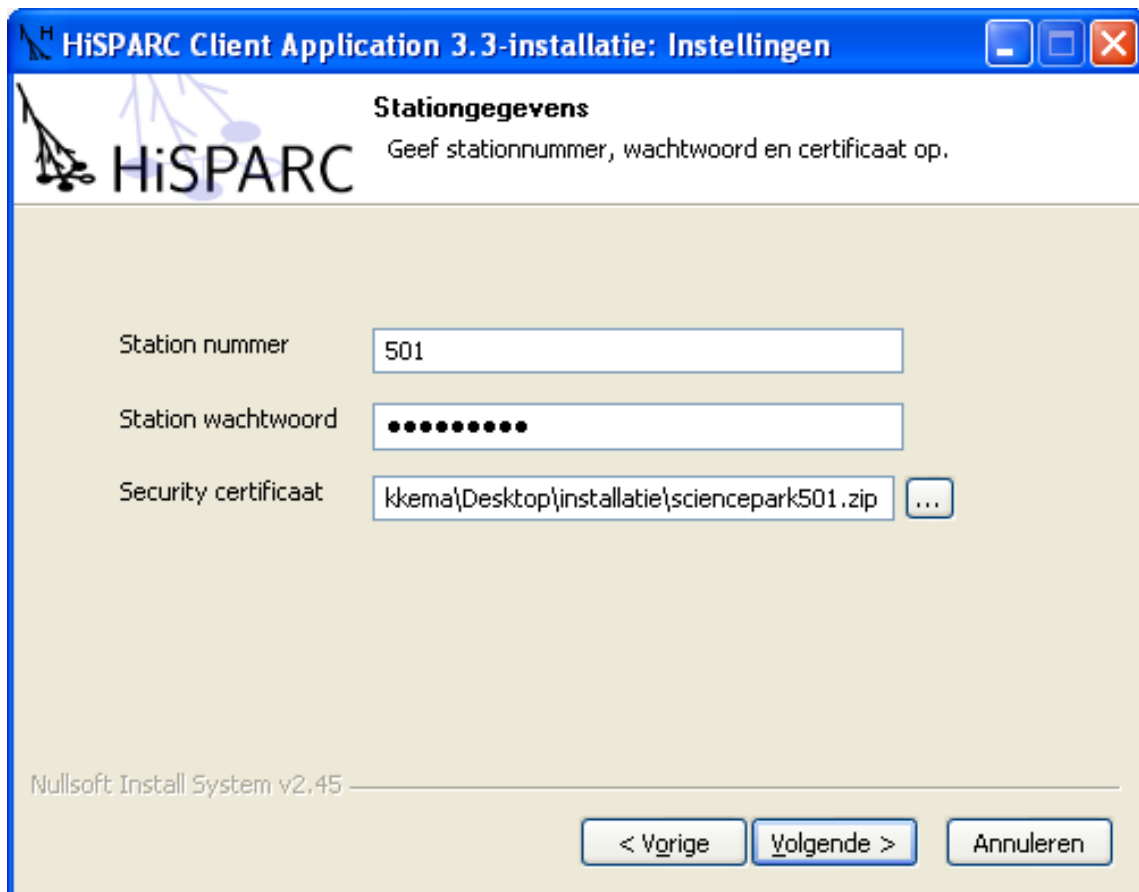 HiSPARC Client Application 3.3-installatie: Instellingen
HiSPARC
Stationgegevens
Geef stationnummer, wachtwoord en certificaat op.
Station nummer
501
Station wachtwoord
●●●●●●●●●
Security certificaat
kkema\Desktop\installatie\sciencepark501.zip
...
Nullsoft Install System v2.45
< Vorige
Volgende >
Annuleren